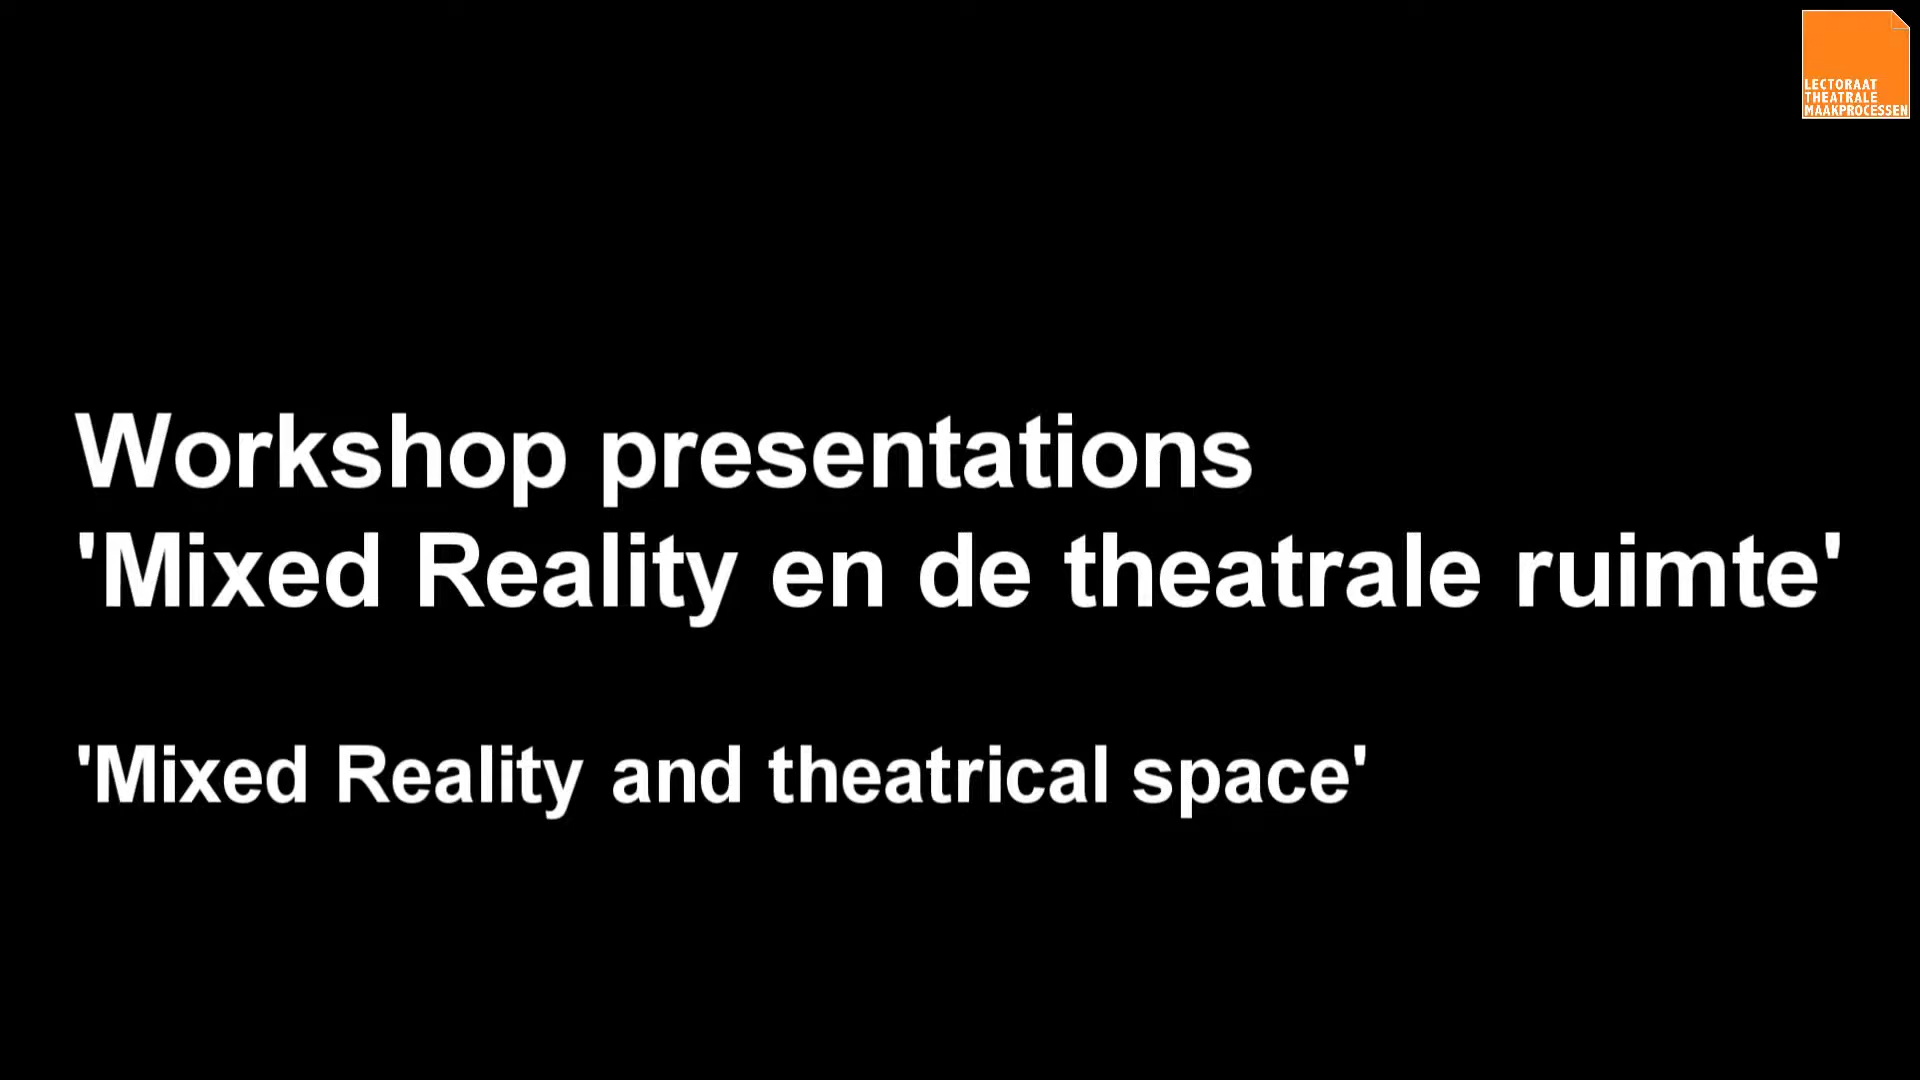 LECTORAAT
THEATRALE
MAAKPROCESSEN
Workshop presentations
'Mixed Reality en de theatrale ruimte'
'Mixed Reality and theatrical space'